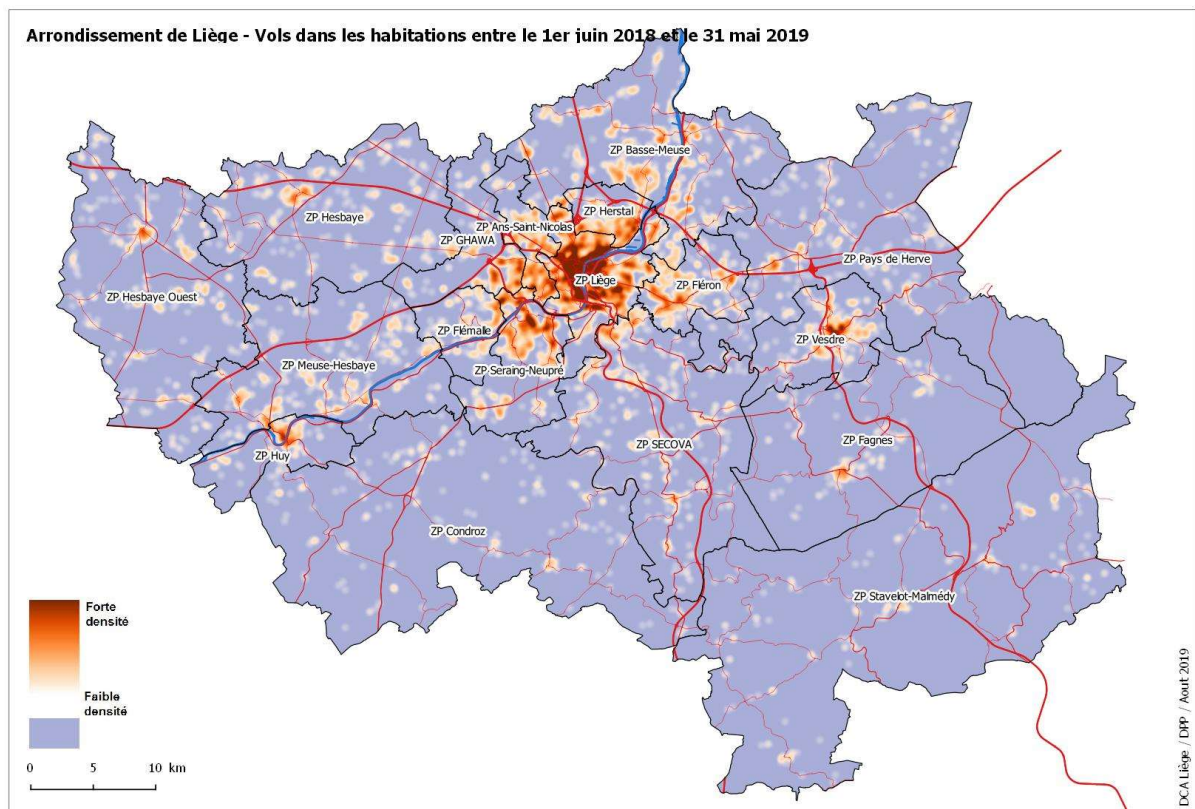 Arrondissement de Liège - Vols dans les habitations entre le 1er juin 2018 et le 31 mai 2019
ZP Basse-Meuse
ZP Hesbaye
ZP Herstal
ZP Ans-Saint-Nicolas
ZP GHAWA
ZP Pays de Herve
ZP Liège
ZP Fléron
ZP Hesbaye Ouest
ZP Flémalle
ZP Vesdre
ZP Meuse-Hesbaye
ZP Seraing-Neupré
ZP Fagnes
ZP SECOVA
ZP Huy
ZP Condroz
ZP Stavelot-Malmédy
Forte
densité
Faible
densité
0 5 10 km
DCA Liège / DPP / Aout 2019